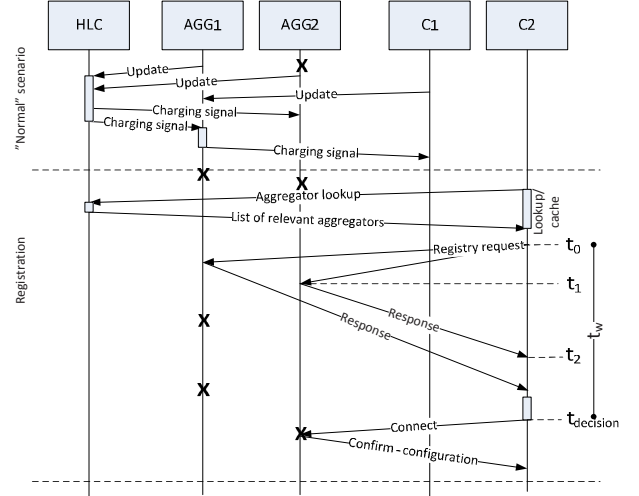 HLC
AGG1
AGG2
C1
C2
"Normal" scenario
X
Update
Update
Update
Charging signal
Charging signal
Charging signal
X
X
Registration
Aggregator lookup
List of relevant aggregators
Lookup/
cache
Registry request
t0
t1
X
Response
Response
tw
t2
X
Connect
tdecision
X
Confirm - configuration